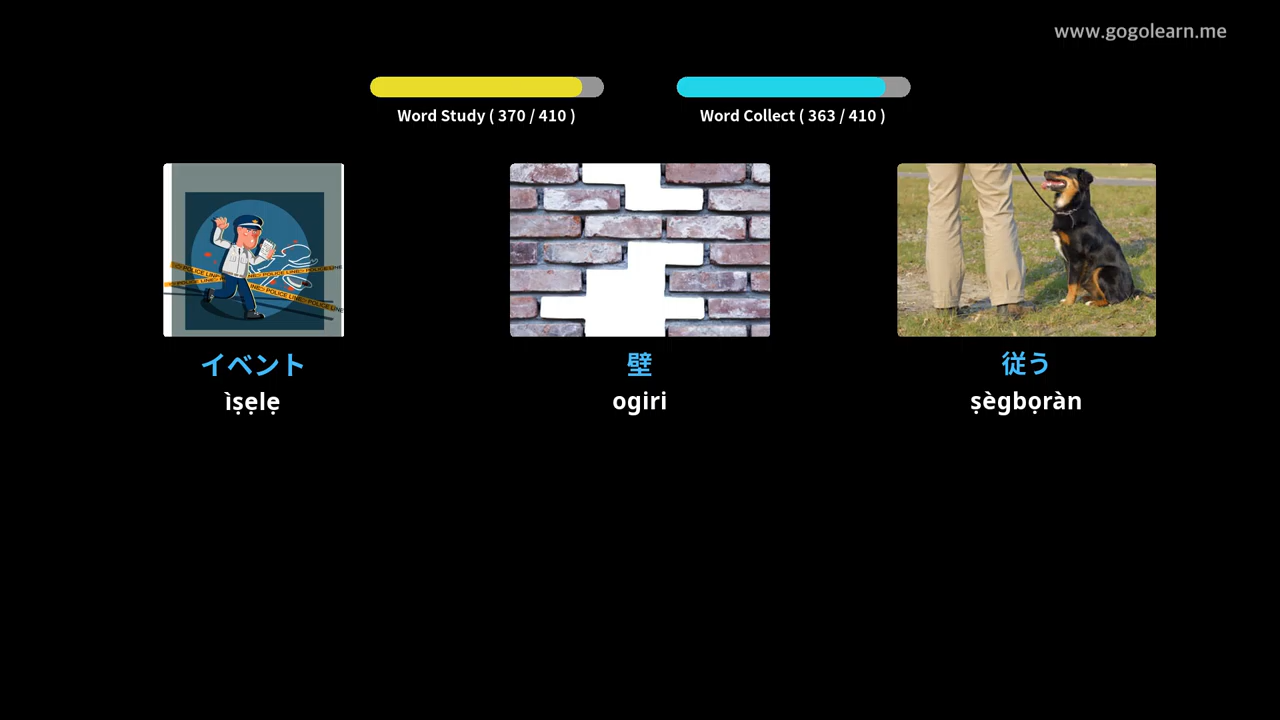 www.gogolearn.me
Word Study ( 370 / 410 )
Word Collect ( 363 / 410 )
イベント
壁
従う
ìṣẹlẹ
ogiri
ṣègbọràn